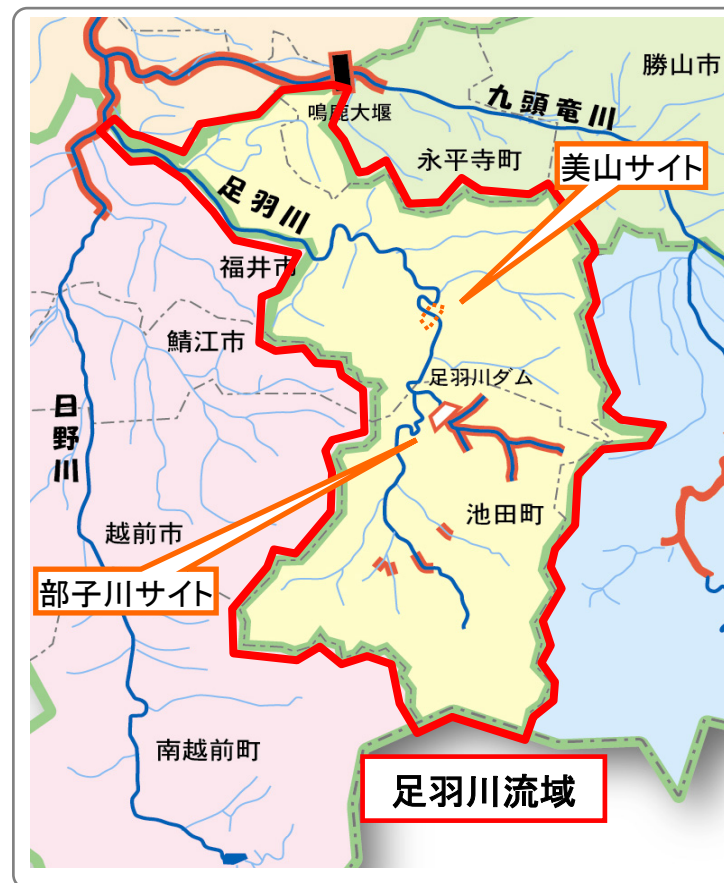 勝山市
九頭竜川
鳴鹿大堰
永平寺町
美山サイト
足羽川
福井市
鯖江市
足羽川ダム
日野川
池田町
越前市
部子川サイト
南越前町
足羽川流域